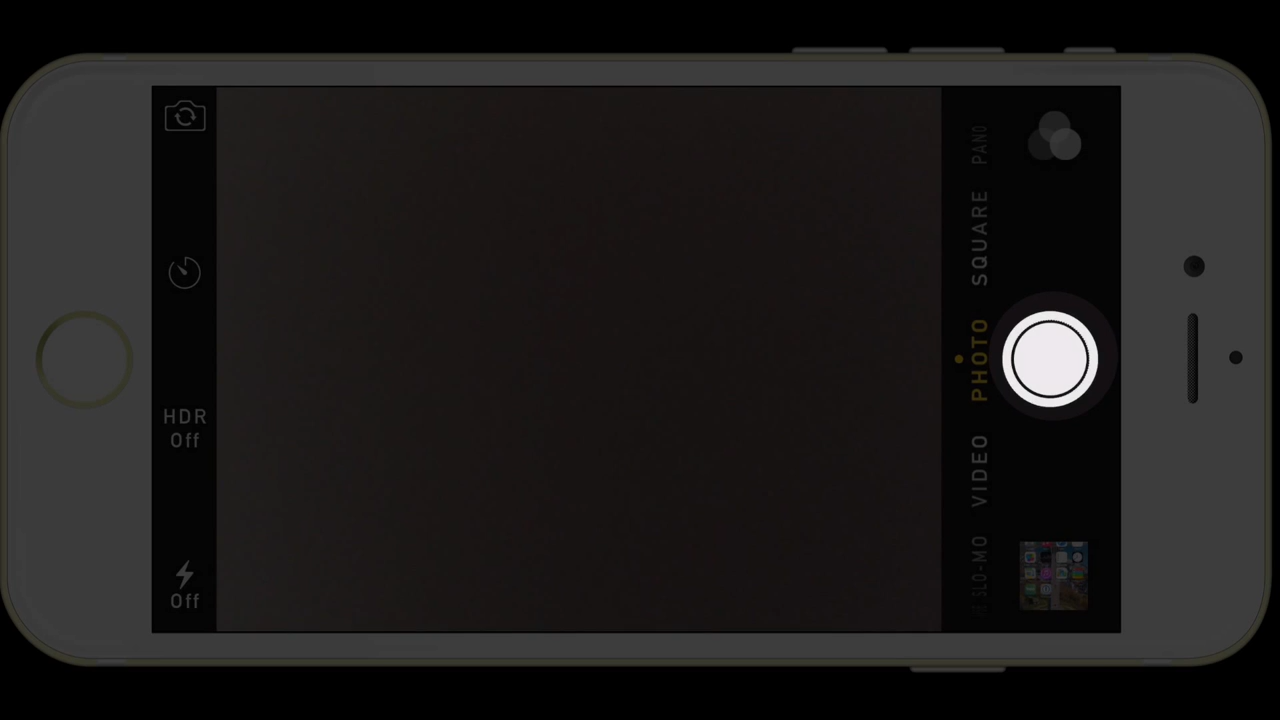 HDR
Off
Off
PANO
SQUARE
PHOTO
VIDEO
SLO-MO